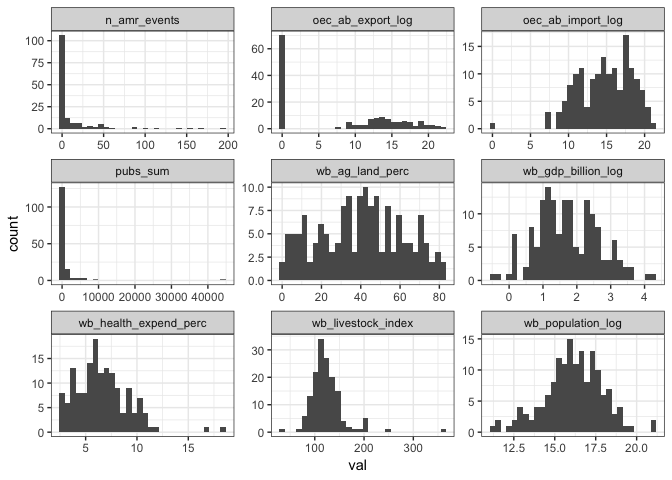 n_amr_events oec_ab_export_log oec_ab_import_log
100
75
50
25
0
0 50 100 150 200
60
40
20
0
0 5 10 15 20
15
10
5
0
0 5 10 15 20
pubs_sum wb_ag_land_perc wb_gdp_billion_log
100
50
0
0 10000 20000 30000 40000
10.0
7.5
5.0
2.5
0.0
0 20 40 60 80
10
5
0
0 1 2 3 4
wb_health_expend_perc wb_livestock_index wb_population_log
15
10
5
0
5 10 15
30
20
10
0
100 200 300
15
10
5
0
12.5 15.0 17.5 20.0
count
val